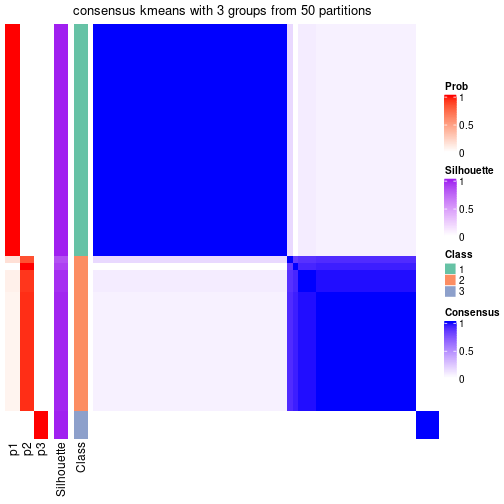 consensus kmeans with 3 groups from 50 partitions
Prob
1
0.5
0
Silhouette
1
0.5
0
Class
1
2
3
Consensus
1
0.5
0
p1
p2
p3
Silhouette
Class